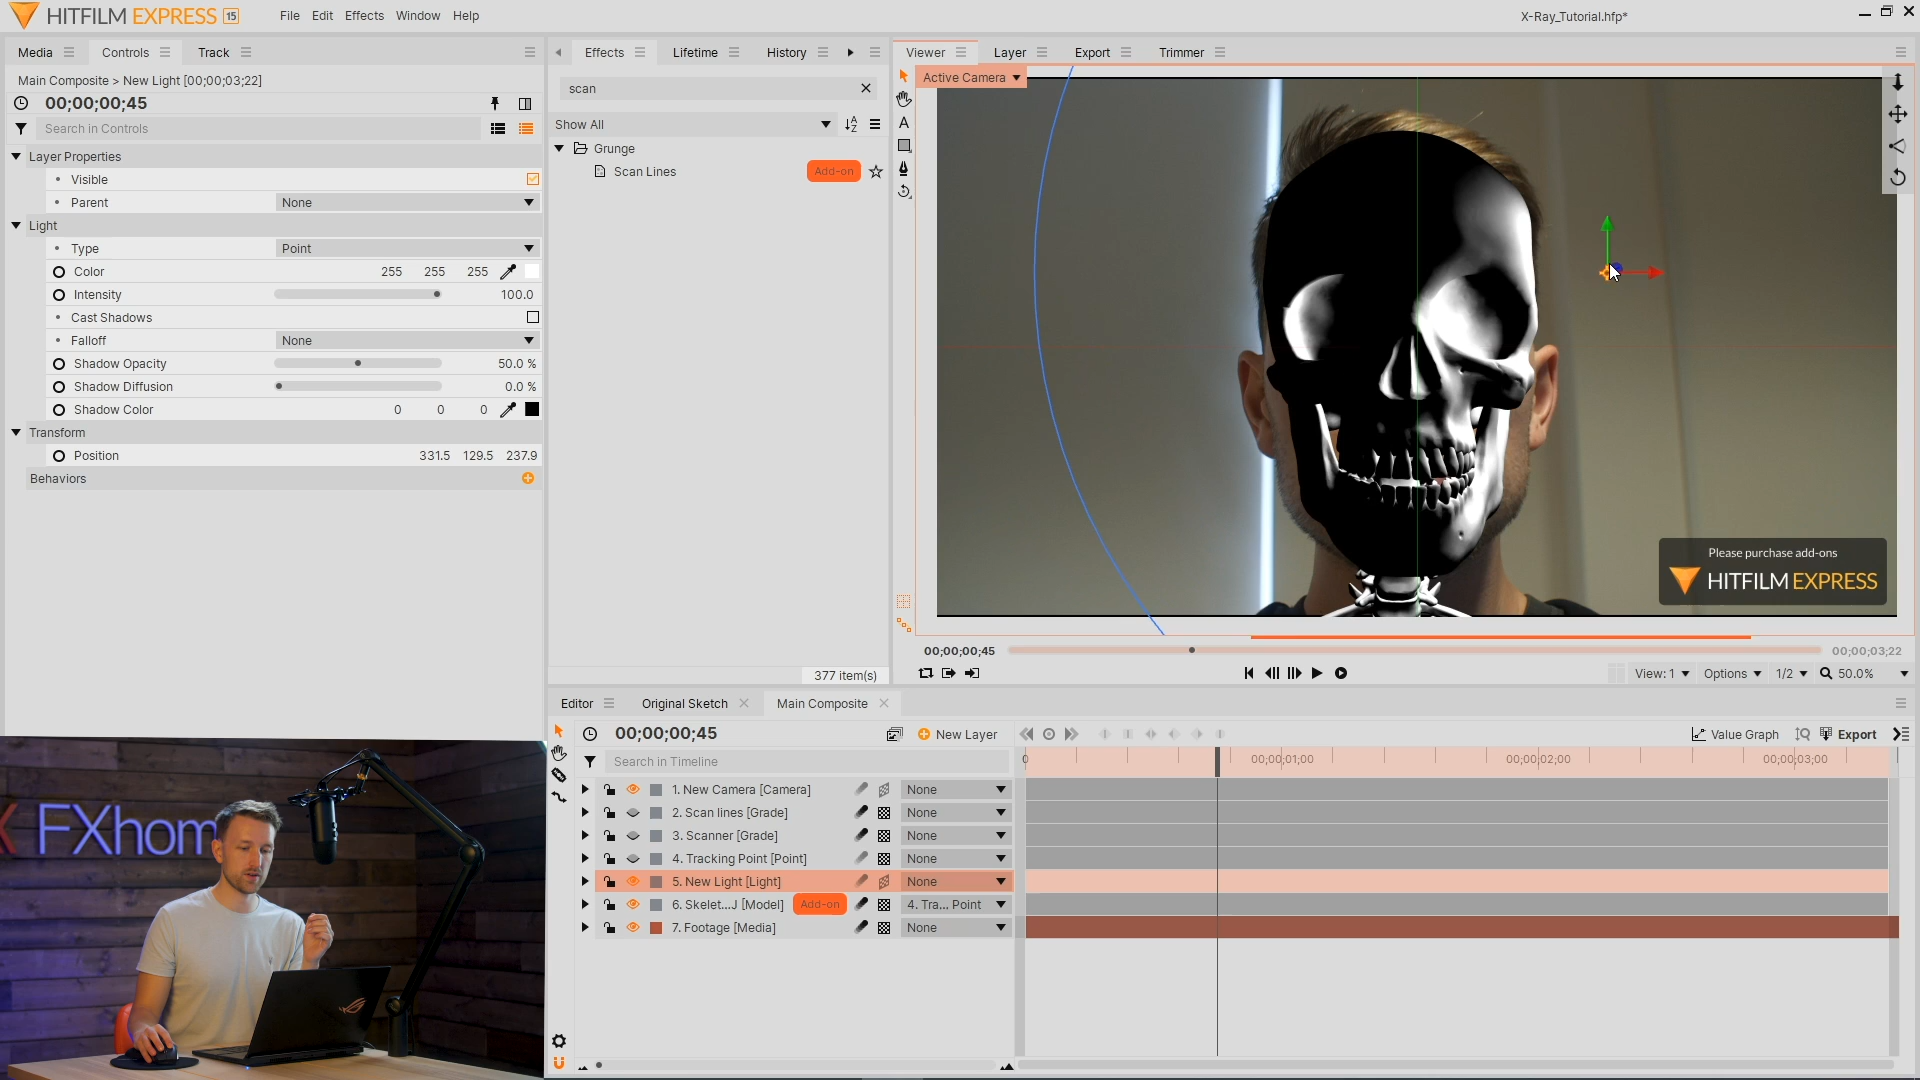 HITFILM EXPRESS 15
File Edit Effects Window Help
X-Ray_Tutorial.hfp*
Media Controls Track
Main Composite > New Light [00;00;03;22]
00;00;00;45
Search in Controls
Layer Properties
Visible
Parent None
Light
Type Point
Color 255 255 255
Intensity 100.0
Cast Shadows
Falloff None
Shadow Opacity 50.0 %
Shadow Diffusion 0.0 %
Shadow Color 0 0 0
Transform
Position 331.5 129.5 237.9
Behaviors
Effects Lifetime History
scan
Show All
Grunge
Scan Lines Add-on
377 item(s)
Viewer Layer Export Trimmer
Active Camera
Please purchase add-ons
HITFILM EXPRESS
00;00;00;45 00;00;03;22
View: 1 Options 1/2 50.0%
Editor Original Sketch Main Composite
00;00;00;45 New Layer
Value Graph Export
Search in Timeline
0 00;00;01;00 00;00;02;00 00;00;03;00
1. New Camera [Camera] None
2. Scan lines [Grade] None
3. Scanner [Grade] None
4. Tracking Point [Point] None
5. New Light [Light] None
6. Skelet...J [Model] Add-on 4. Tra... Point
7. Footage [Media] None
FXhom